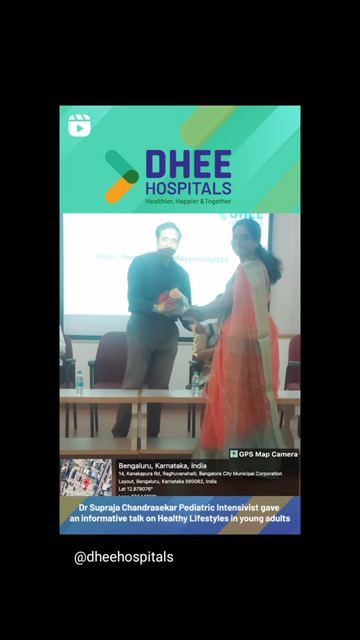 DHEE
HOSPITALS
Healthier, Happier & Together
DHEE
GPS Map Camera
Bengaluru, Karnataka, India
14, Kanakapura Rd, Raghuvanahalli, Bangalore City Municipal Corporation
Layout, Bengaluru, Karnataka 560062, India
Lat 12.879076°
Dr Supraja Chandrasekar Pediatric Intensivist gave
an informative talk on Healthy Lifestyles in young adults
@dheehospitals